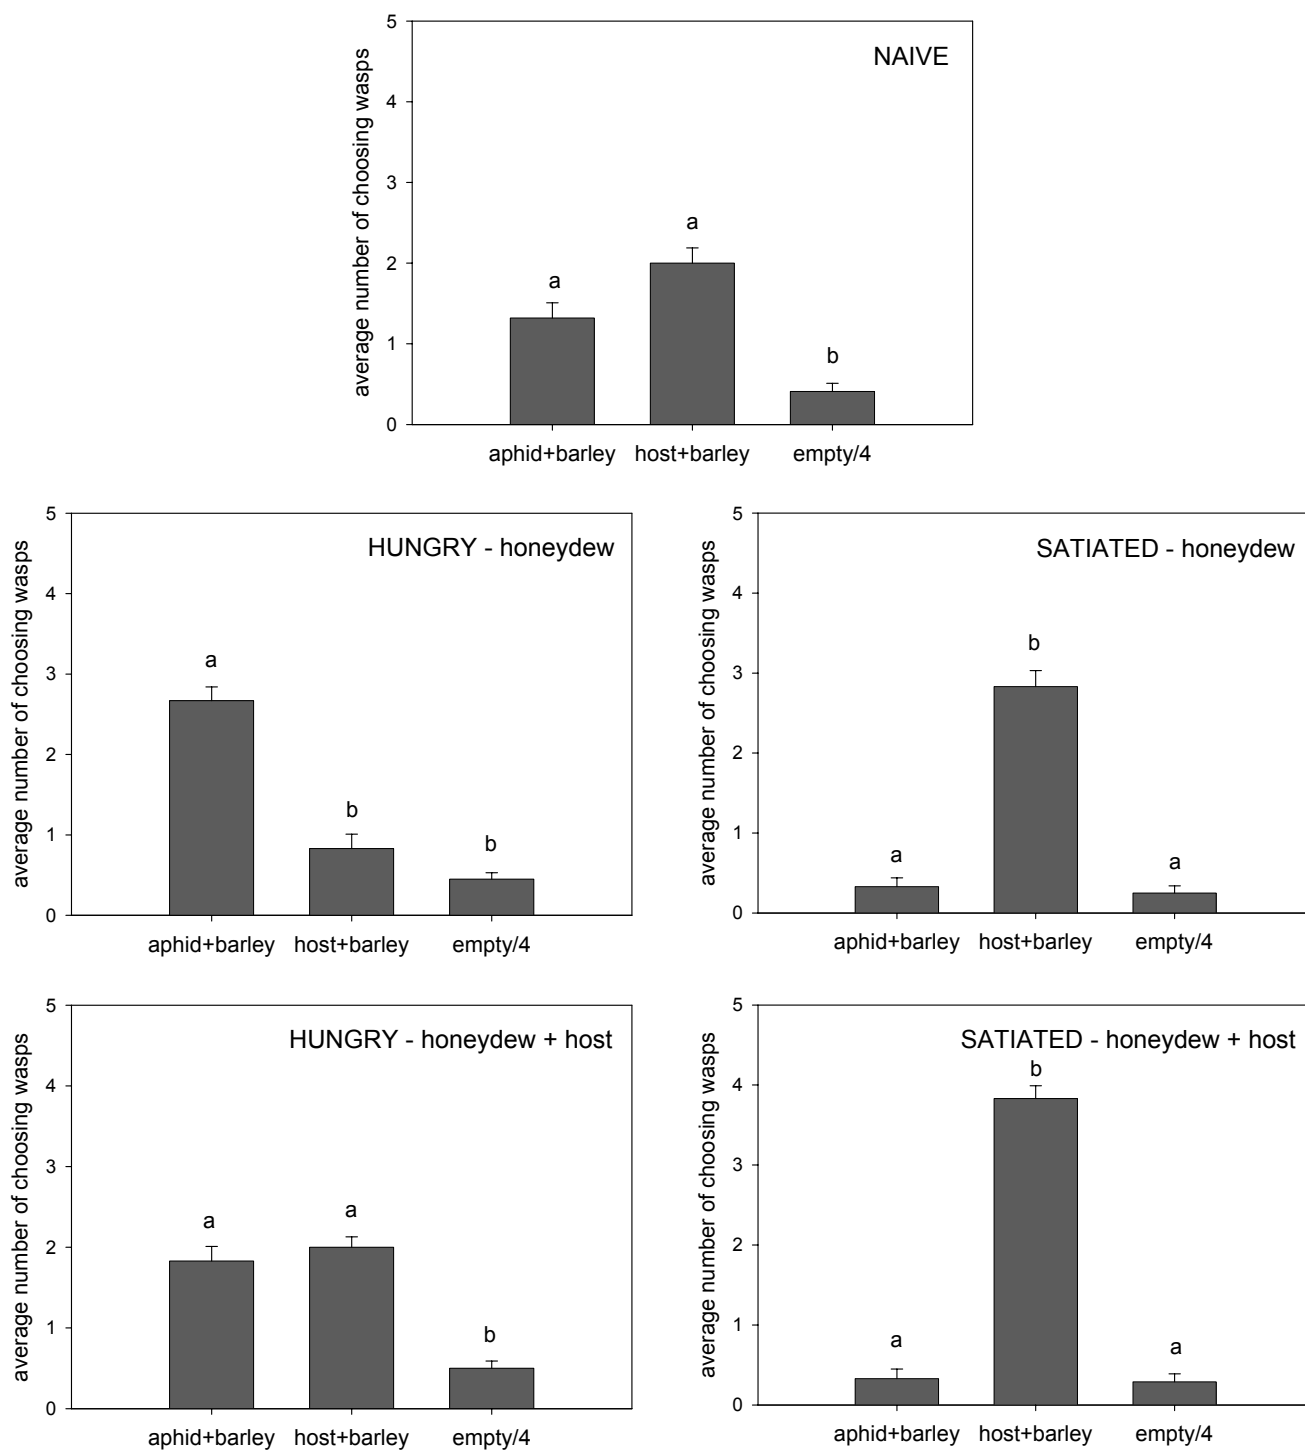 NAIVE
average number of choosing wasps
5
4
3
2
1
0
a
a
b
aphid+barley host+barley empty/4
HUNGRY - honeydew
average number of choosing wasps
5
4
3
2
1
0
a
b
b
aphid+barley host+barley empty/4
SATIATED - honeydew
average number of choosing wasps
5
4
3
2
1
0
a
b
a
aphid+barley host+barley empty/4
HUNGRY - honeydew + host
average number of choosing wasps
5
4
3
2
1
0
a
a
b
aphid+barley host+barley empty/4
SATIATED - honeydew + host
average number of choosing wasps
5
4
3
2
1
0
a
b
a
aphid+barley host+barley empty/4